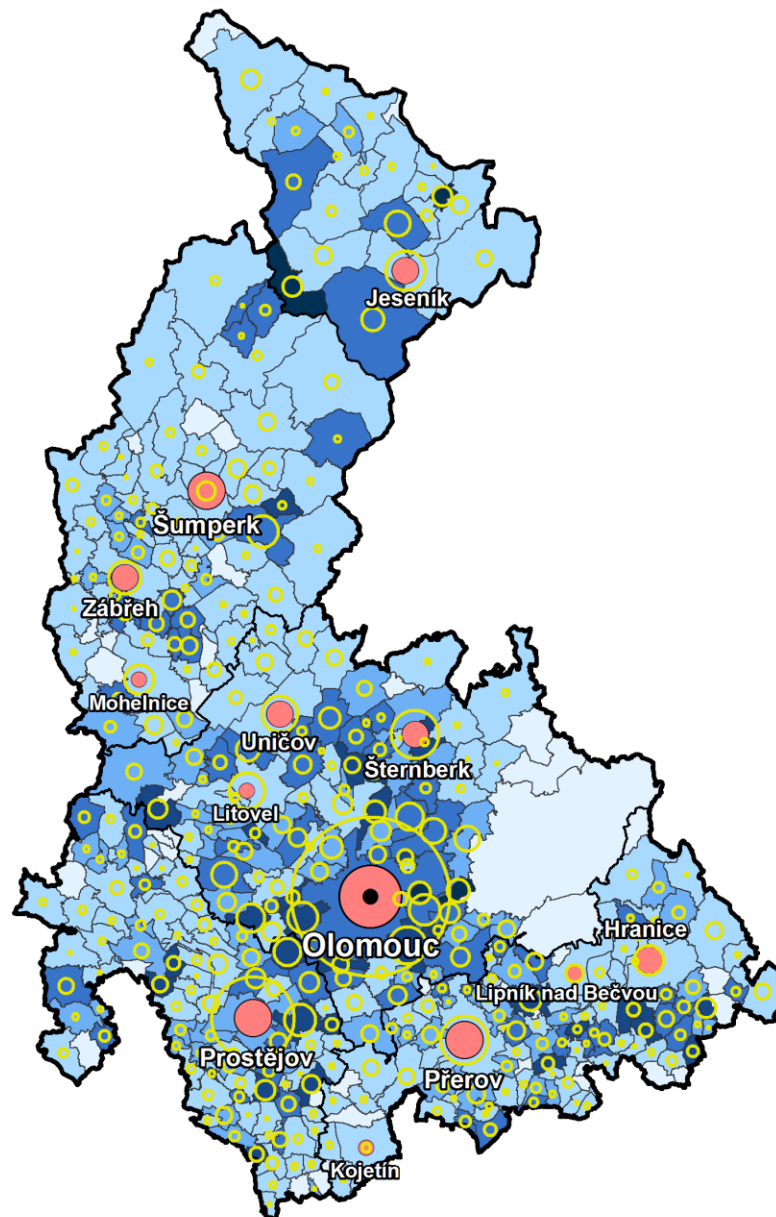 Jeseník
Šumperk
Zábřeh
Mohelnice
Uničov
Šternberk
Litovel
Hranice
Olomouc
Lipník nad Bečvou
Prostějov
Přerov
Kojetín